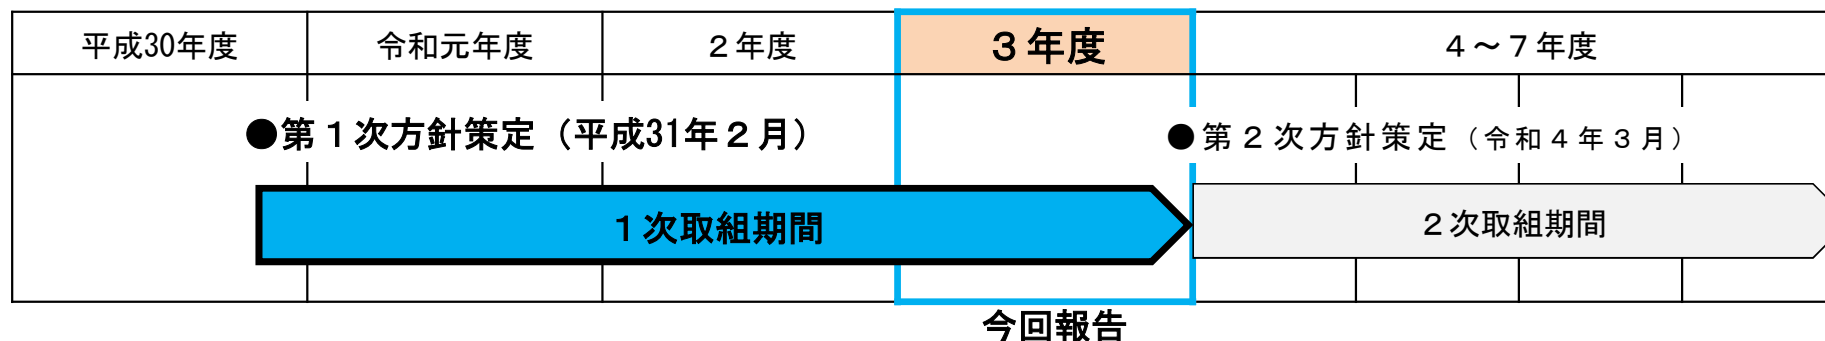 平成30年度 令和元年度 ２年度 ３年度 ４～７年度
●第１次方針策定（平成31年２月） ●第２次方針策定（令和４年３月）
１次取組期間 ２次取組期間
今回報告